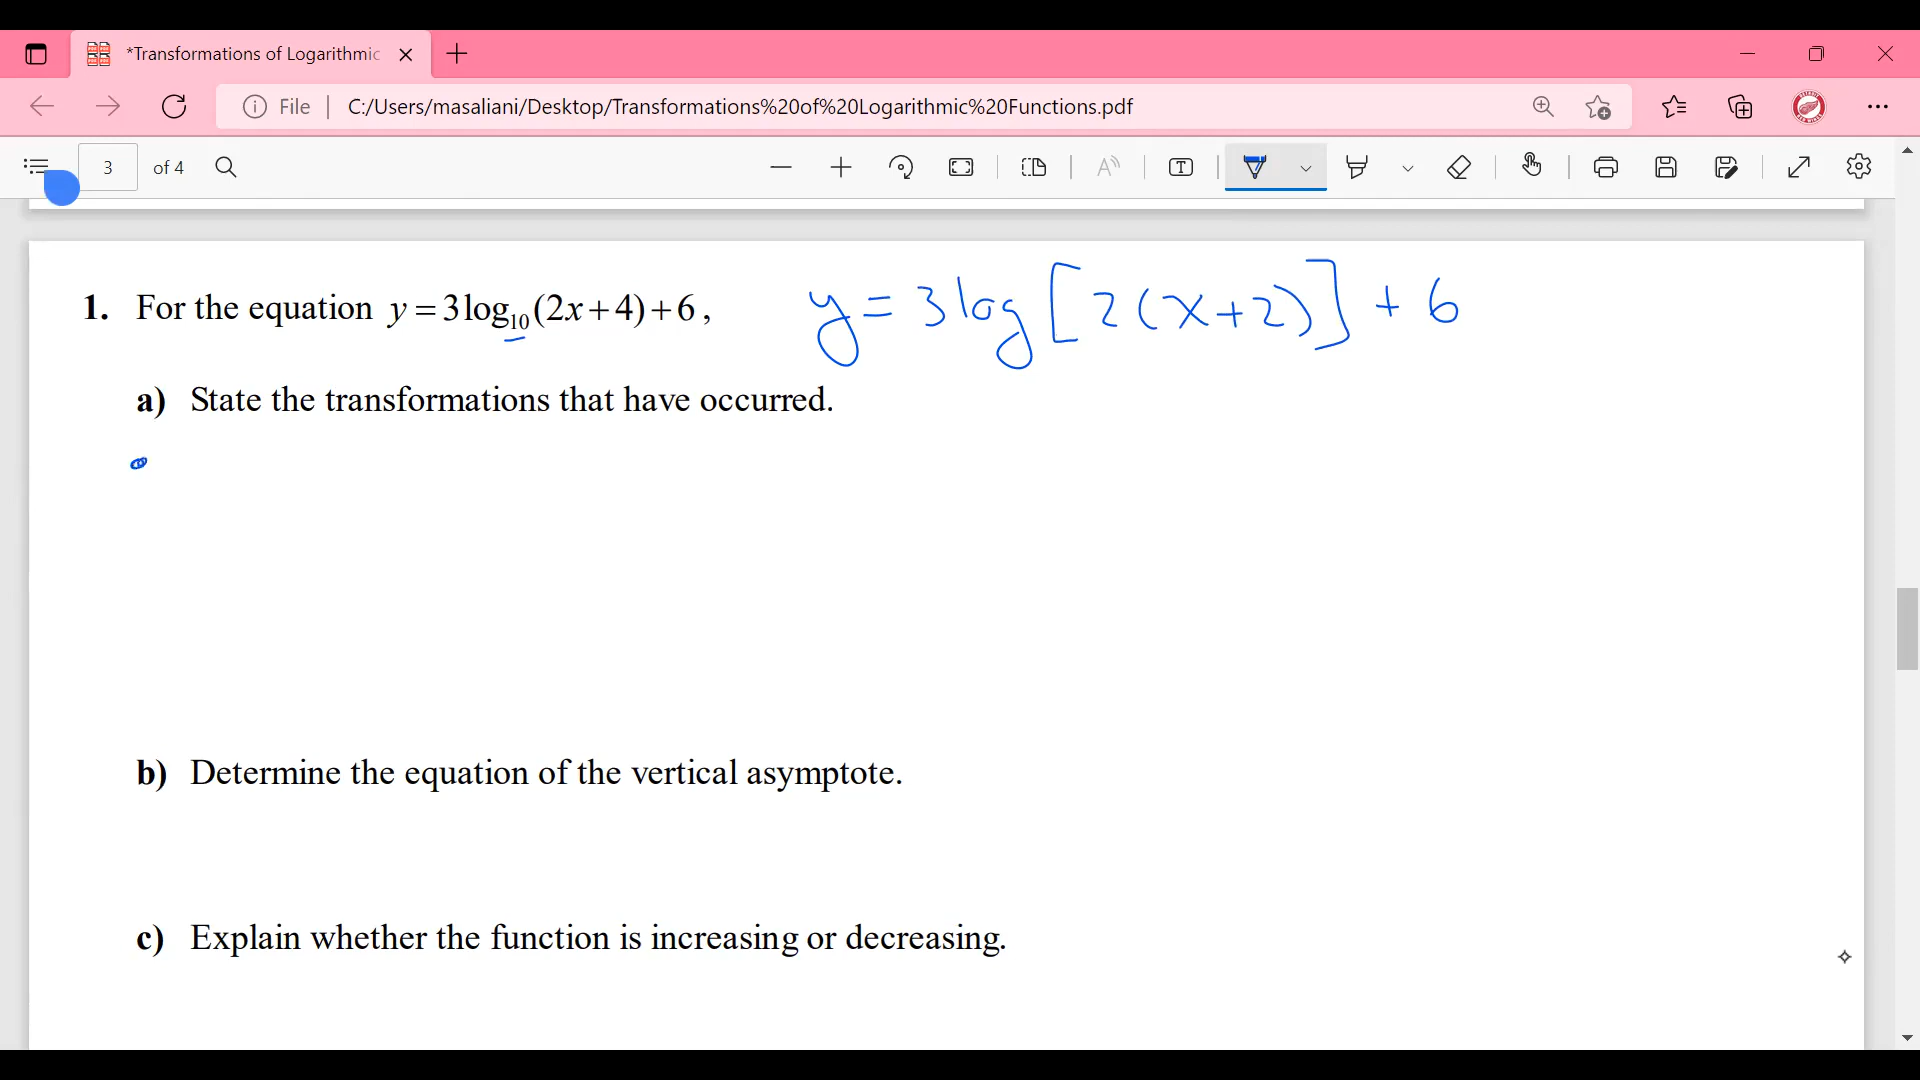 *Transformations of Logarithmic
File | C:/Users/masaliani/Desktop/Transformations%20of%20Logarithmic%20Functions.pdf
3 of 4
1. For the equation y = 3log₁₀(2x+4)+6, y = 3log[2(x+2)] + 6
a) State the transformations that have occurred.
b) Determine the equation of the vertical asymptote.
c) Explain whether the function is increasing or decreasing.